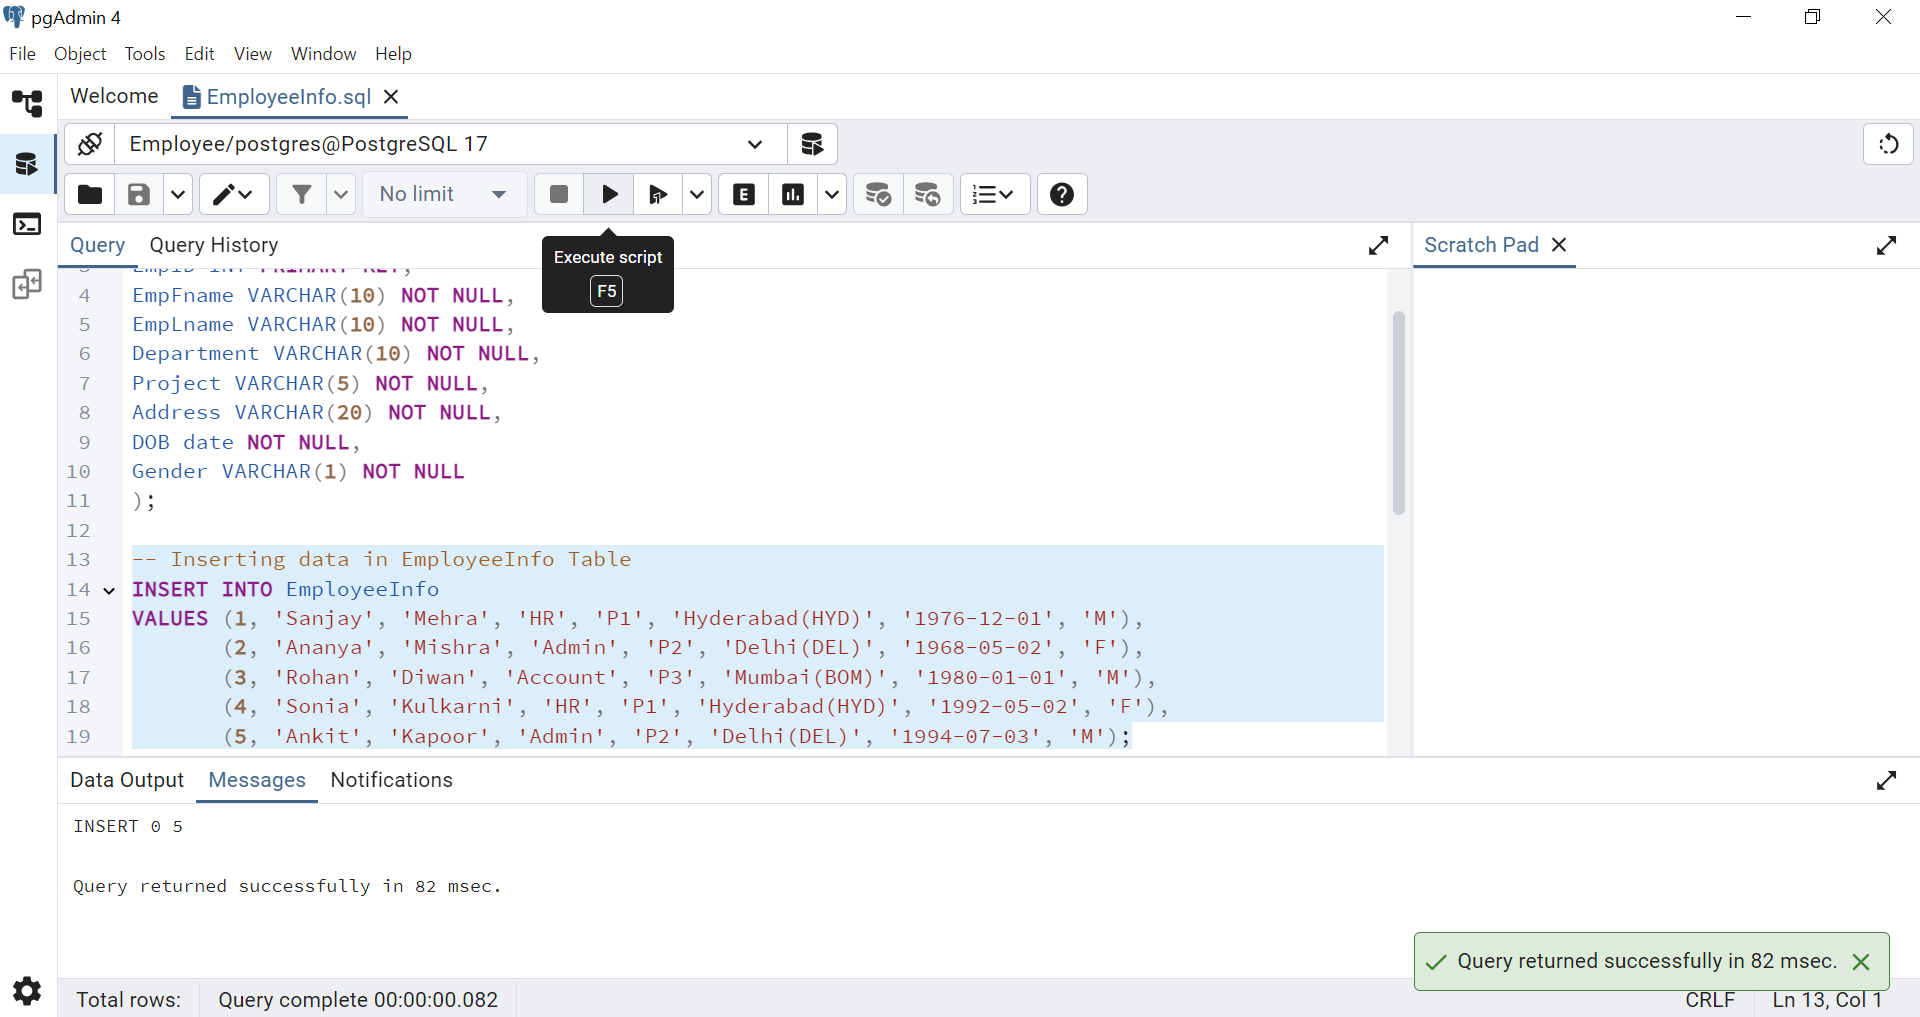 pgAdmin 4
File Object Tools Edit View Window Help
Welcome EmployeeInfo.sql
Employee/postgres@PostgreSQL 17
No limit
E
Query Query History
Execute script
F5
Scratch Pad
3 EmpID INT PRIMARY KEY,
4 EmpFname VARCHAR(10) NOT NULL,
5 EmpLname VARCHAR(10) NOT NULL,
6 Department VARCHAR(10) NOT NULL,
7 Project VARCHAR(5) NOT NULL,
8 Address VARCHAR(20) NOT NULL,
9 DOB date NOT NULL,
10 Gender VARCHAR(1) NOT NULL
11 );
12
13 -- Inserting data in EmployeeInfo Table
14 INSERT INTO EmployeeInfo
15 VALUES (1, 'Sanjay', 'Mehra', 'HR', 'P1', 'Hyderabad(HYD)', '1976-12-01', 'M'),
16 (2, 'Ananya', 'Mishra', 'Admin', 'P2', 'Delhi(DEL)', '1968-05-02', 'F'),
17 (3, 'Rohan', 'Diwan', 'Account', 'P3', 'Mumbai(BOM)', '1980-01-01', 'M'),
18 (4, 'Sonia', 'Kulkarni', 'HR', 'P1', 'Hyderabad(HYD)', '1992-05-02', 'F'),
19 (5, 'Ankit', 'Kapoor', 'Admin', 'P2', 'Delhi(DEL)', '1994-07-03', 'M');
Data Output Messages Notifications
INSERT 0 5
Query returned successfully in 82 msec.
Query returned successfully in 82 msec.
Total rows: Query complete 00:00:00.082 CRLF Ln 13, Col 1